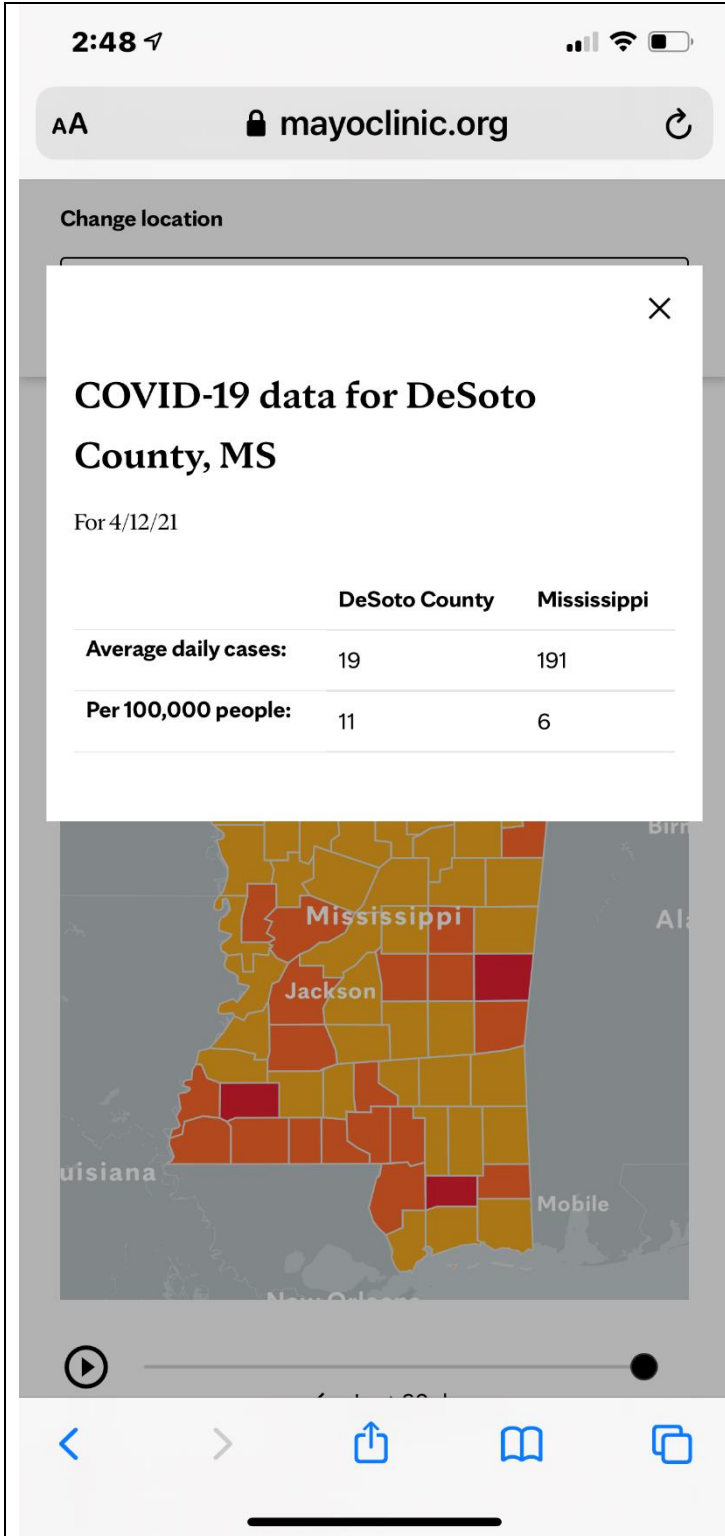 2:48
AA mayoclinic.org
Change location
COVID-19 data for DeSoto
County, MS
For 4/12/21
DeSoto County Mississippi
Average daily cases: 19 191
Per 100,000 people: 11 6
Mississippi
Jackson
uisiana
Mobile